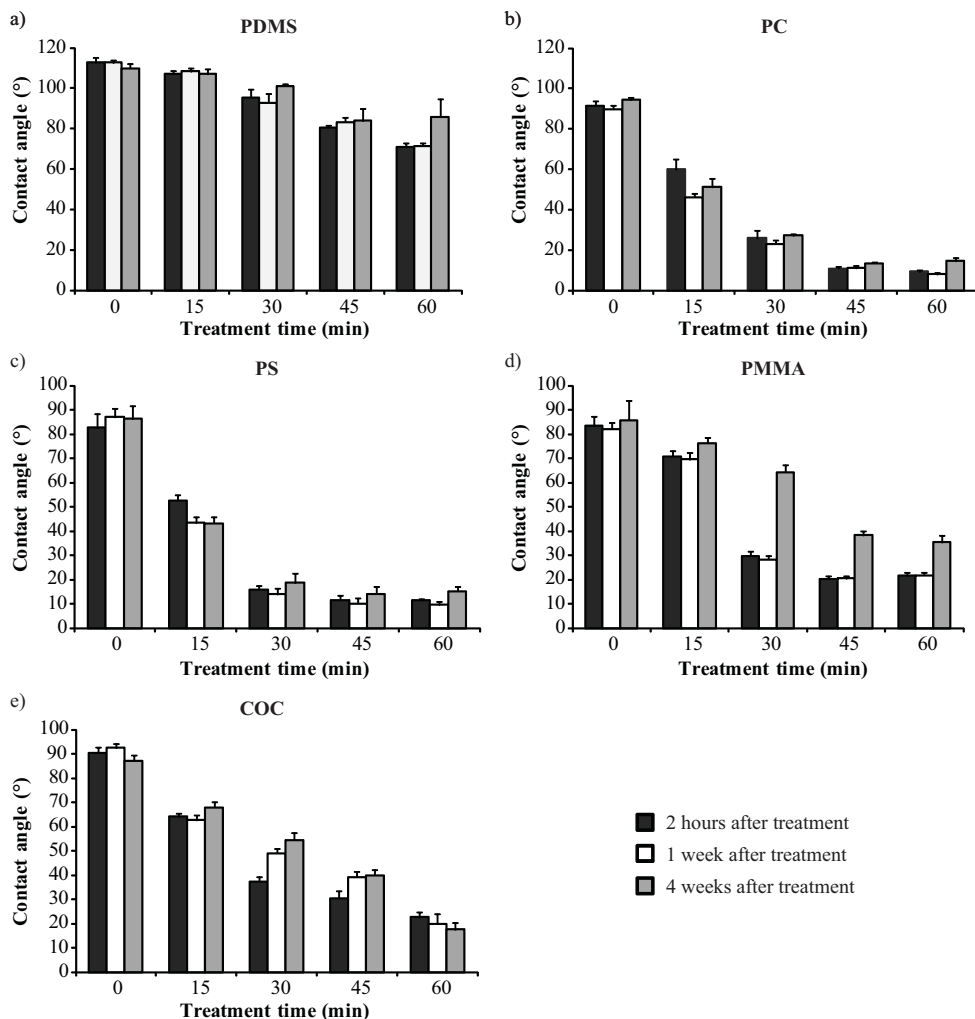 a)
PDMS
120
100
80
60
40
20
0
Contact angle (°)
0 15 30 45 60
Treatment time (min)
b)
PC
120
100
80
60
40
20
0
Contact angle (°)
0 15 30 45 60
Treatment time (min)
c)
PS
100
90
80
70
60
50
40
30
20
10
0
Contact angle (°)
0 15 30 45 60
Treatment time (min)
d)
PMMA
100
90
80
70
60
50
40
30
20
10
0
Contact angle (°)
0 15 30 45 60
Treatment time (min)
e)
COC
100
90
80
70
60
50
40
30
20
10
0
Contact angle (°)
0 15 30 45 60
Treatment time (min)
2 hours after treatment
1 week after treatment
4 weeks after treatment